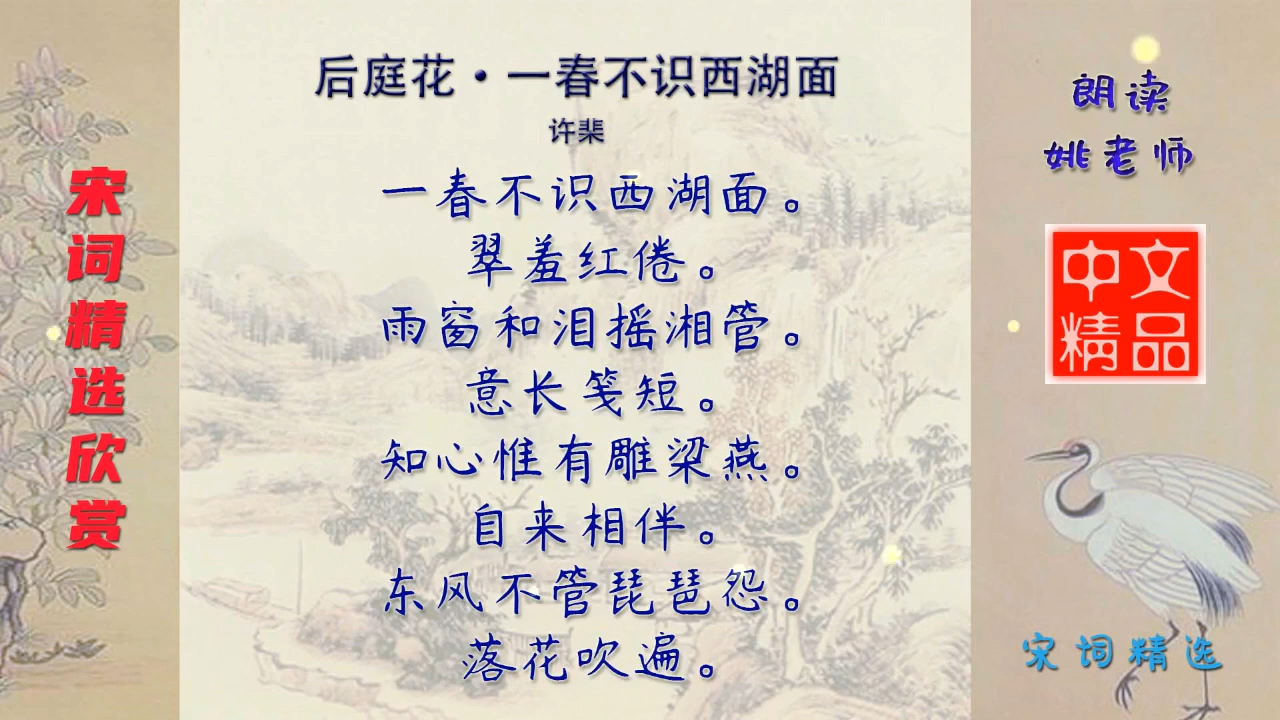 宋词精选欣赏
后庭花·一春不识西湖面
许棐
一春不识西湖面。
翠羞红倦。
雨窗和泪摇湘管。
意长笺短。
知心惟有雕梁燕。
自来相伴。
东风不管琵琶怨。
落花吹遍。
朗读
姚老师
中文
精品
宋词精选